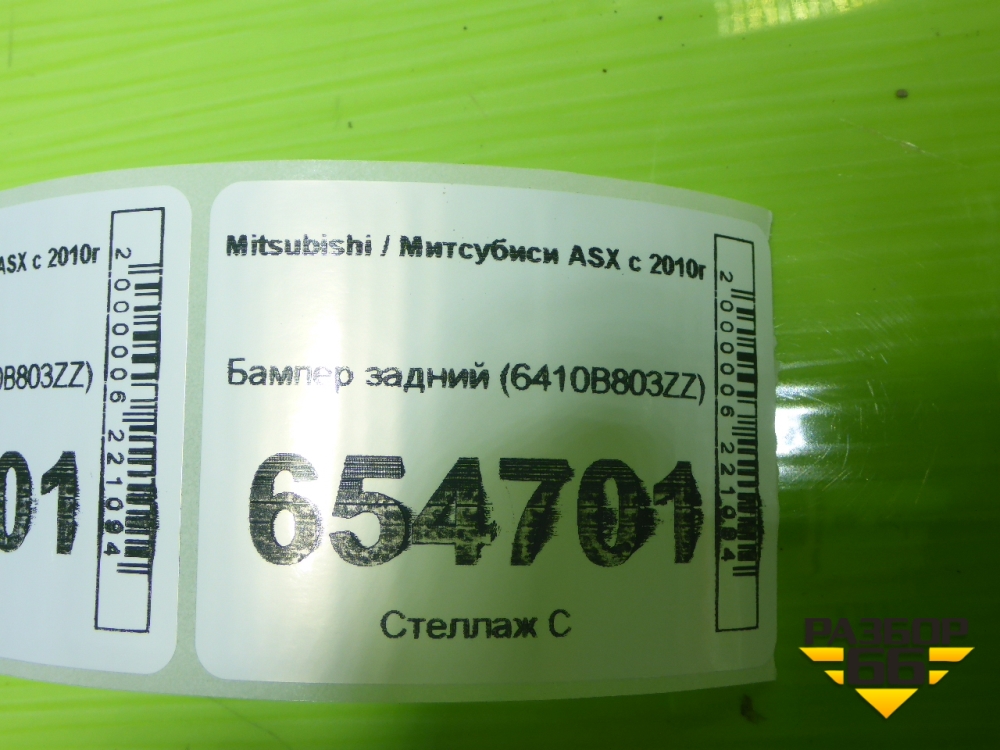 ASX с 2010г
0B803ZZ)
01
2000006221094
Mitsubishi / Митсубиси ASX с 2010г
Бампер задний (6410B803ZZ)
654701
Стеллаж С
2000006221094
РАЗБОР
66